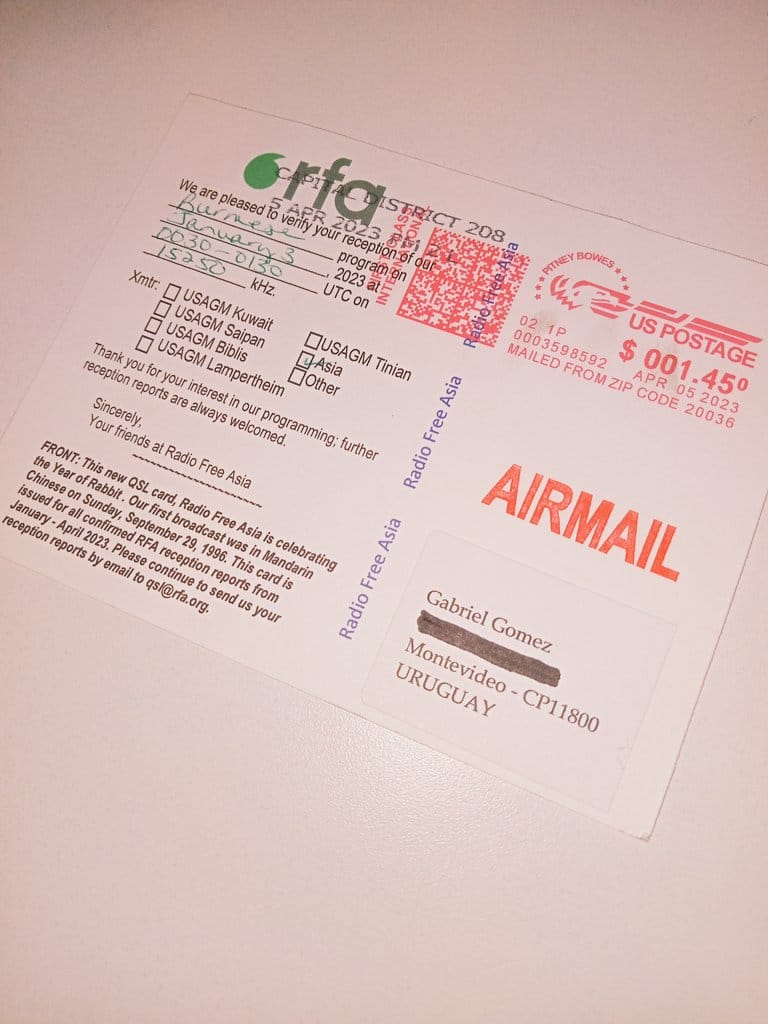 rfa
CAPITAL DISTRICT 208
5 APR 2023 PM
We are pleased to verify your reception of our
Burmese program on
January 3, 2023 at
0030-0130 UTC on
15250 kHz.
Xmtr:
USAGM Kuwait
USAGM Saipan
USAGM Biblis
USAGM Lampertheim
USAGM Tinian
Asia
Other
Thank you for your interest in our programming; further
reception reports are always welcomed.
Sincerely,
Your friends at Radio Free Asia
FRONT: This new QSL card, Radio Free Asia is celebrating
the Year of Rabbit. Our first broadcast was in Mandarin
Chinese on Sunday, September 29, 1996. This card is
issued for all confirmed RFA reception reports from
January - April 2023. Please continue to send us your
reception reports by email to qsl@rfa.org.
Radio Free Asia
Radio Free Asia
Radio Free Asia
FIRST-CLASS
INTERNATIONAL
PITNEY BOWES
US POSTAGE
02 1P $ 001.45⁰
0003598592 APR 05 2023
MAILED FROM ZIP CODE 20036
AIRMAIL
Gabriel Gomez
Montevideo - CP11800
URUGUAY